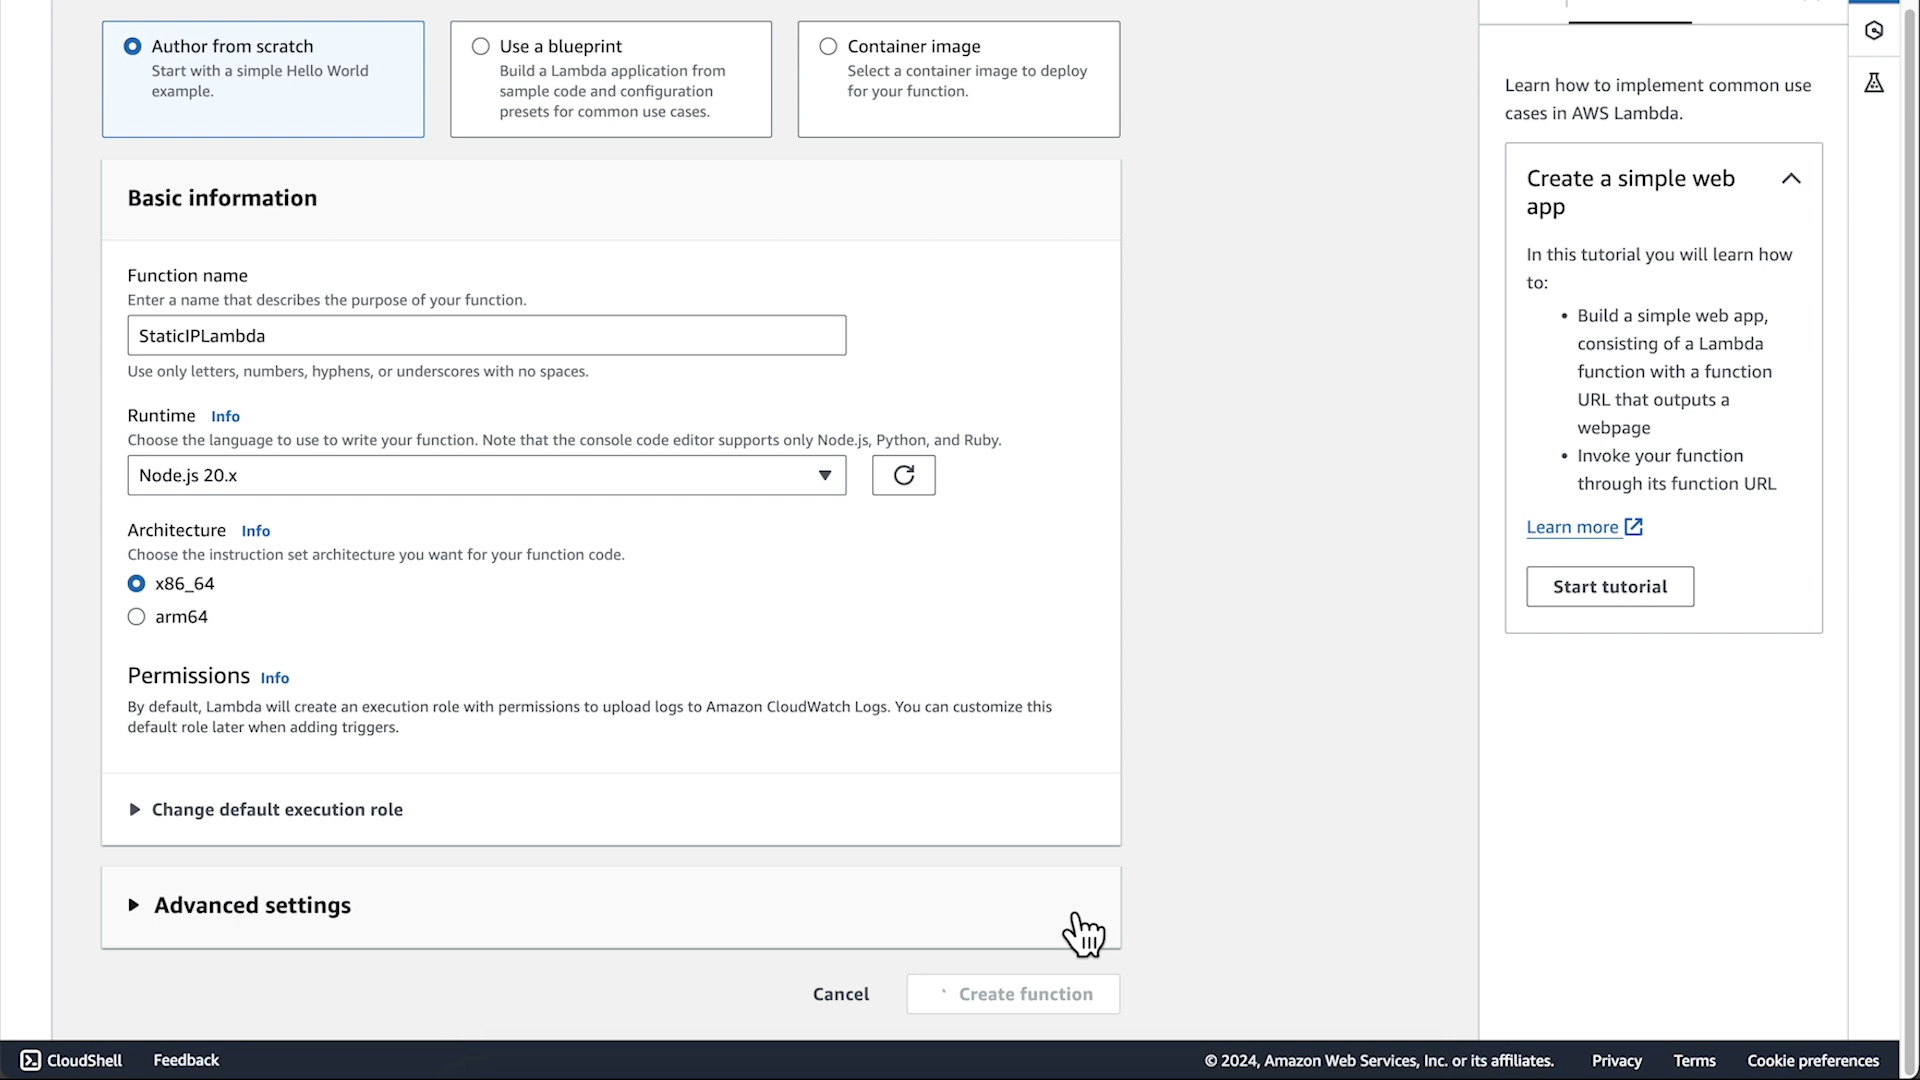 Author from scratch
Start with a simple Hello World
example.
Use a blueprint
Build a Lambda application from
sample code and configuration
presets for common use cases.
Container image
Select a container image to deploy
for your function.
Basic information
Function name
Enter a name that describes the purpose of your function.
StaticIPLambda
Use only letters, numbers, hyphens, or underscores with no spaces.
Runtime Info
Choose the language to use to write your function. Note that the console code editor supports only Node.js, Python, and Ruby.
Node.js 20.x
Architecture Info
Choose the instruction set architecture you want for your function code.
x86_64
arm64
Permissions Info
By default, Lambda will create an execution role with permissions to upload logs to Amazon CloudWatch Logs. You can customize this
default role later when adding triggers.
Change default execution role
Advanced settings
Cancel
Create function
Learn how to implement common use
cases in AWS Lambda.
Create a simple web
app
In this tutorial you will learn how
to:
• Build a simple web app,
consisting of a Lambda
function with a function
URL that outputs a
webpage
• Invoke your function
through its function URL
Learn more
Start tutorial
CloudShell
Feedback
© 2024, Amazon Web Services, Inc. or its affiliates.
Privacy
Terms
Cookie preferences